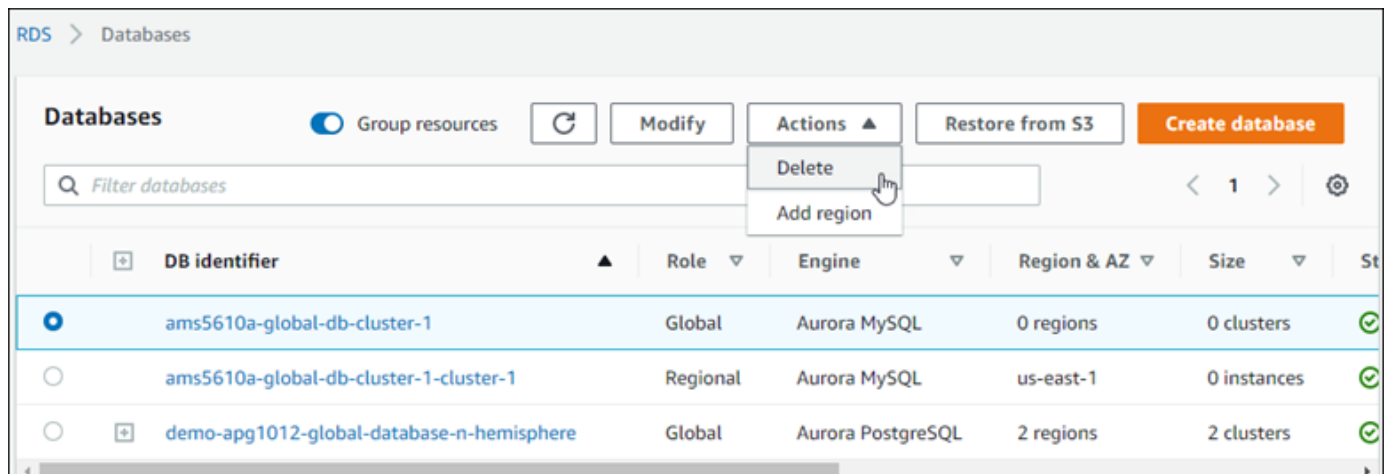 RDS > Databases
Databases Group resources Modify Actions ▲ Restore from S3 Create database
Delete
Filter databases < 1 >
Add region
DB identifier ▲ Role ▽ Engine ▽ Region & AZ ▽ Size ▽ St
ams5610a-global-db-cluster-1 Global Aurora MySQL 0 regions 0 clusters
ams5610a-global-db-cluster-1-cluster-1 Regional Aurora MySQL us-east-1 0 instances
demo-apg1012-global-database-n-hemisphere Global Aurora PostgreSQL 2 regions 2 clusters